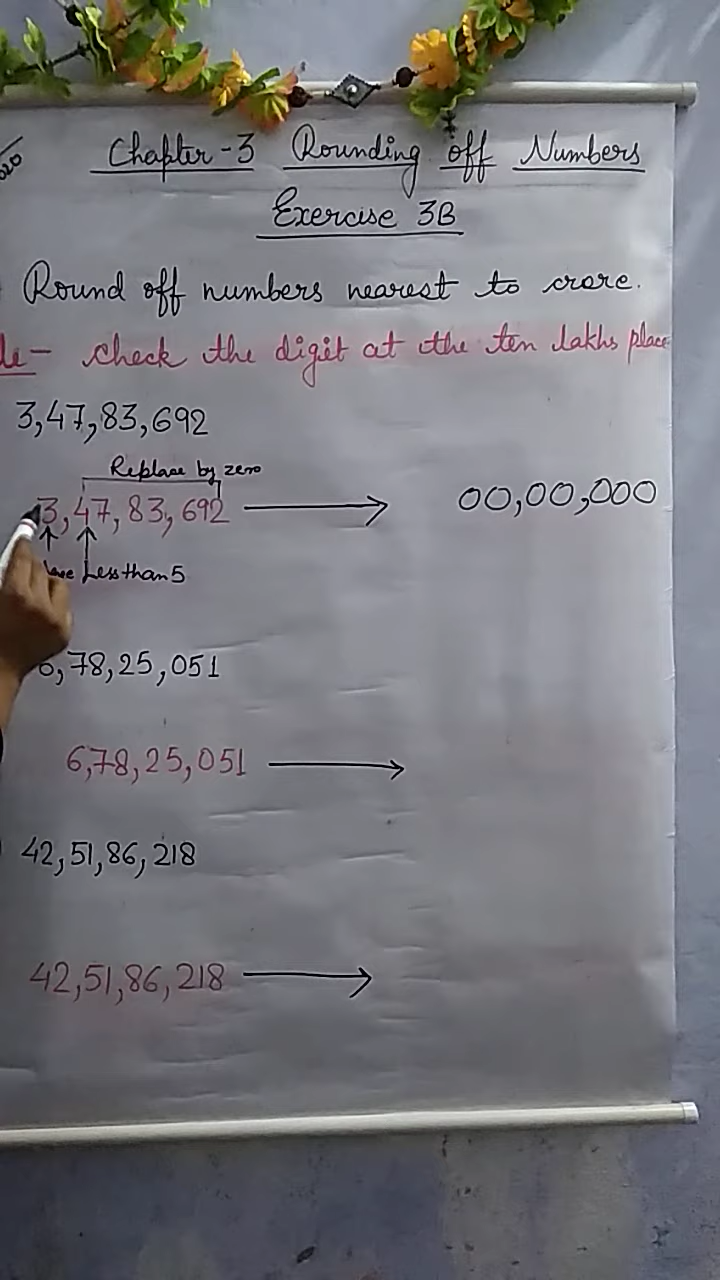 Chapter-3 Rounding off Numbers
Exercise 3B
Round off numbers nearest to crore.
check the digit at the ten lakhs place
3,47,83,692
Replace by zero
3,47,83,692 → 00,00,000
Less than 5
6,78,25,051
6,78,25,051 →
42,51,86,218
42,51,86,218 →